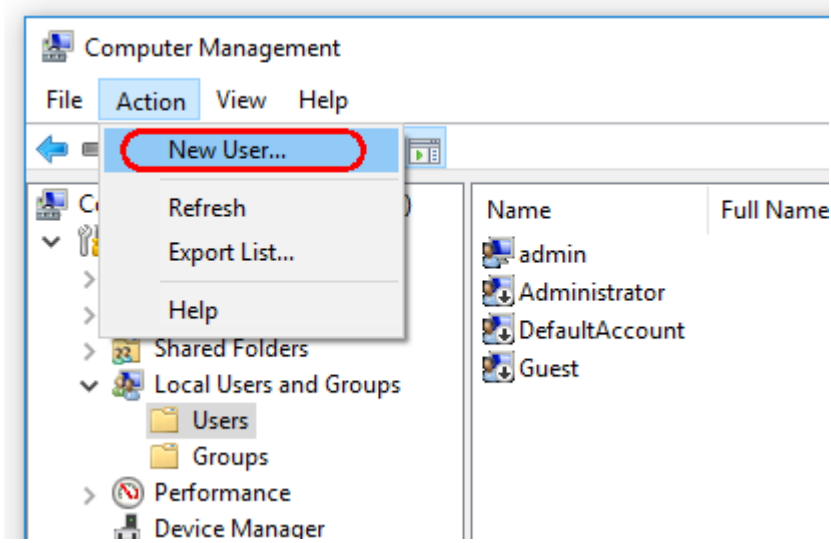 Computer Management
File Action View Help
New User...
Refresh
Export List...
Help
Shared Folders
Local Users and Groups
Users
Groups
Performance
Device Manager
Name Full Name
admin
Administrator
DefaultAccount
Guest